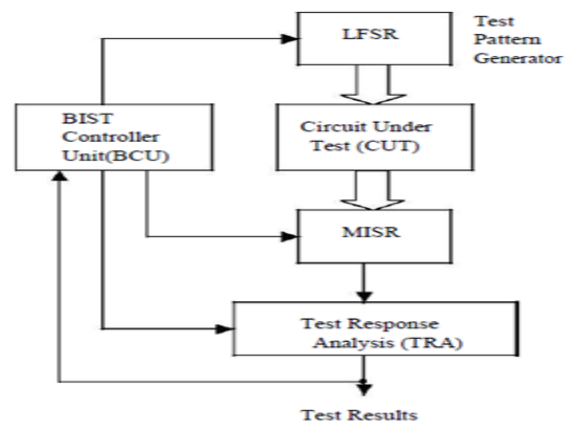 LFSR
Test
Pattern
Generator
BIST
Controller
Unit(BCU)
Circuit Under
Test (CUT)
MISR
Test Response
Analysis (TRA)
Test Results